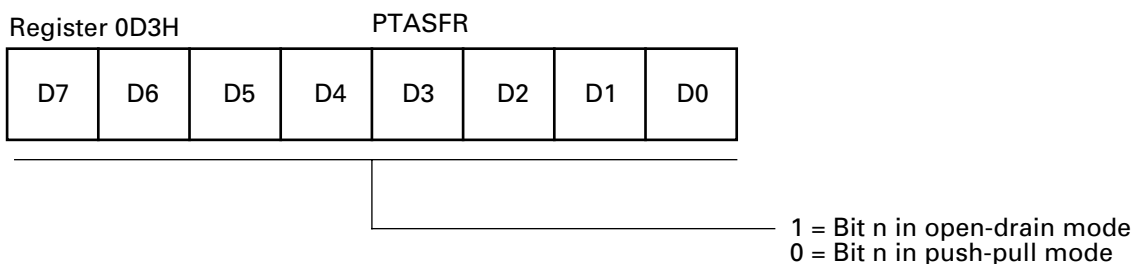 Register 0D3H PTASFR
D7 D6 D5 D4 D3 D2 D1 D0
1 = Bit n in open-drain mode
0 = Bit n in push-pull mode